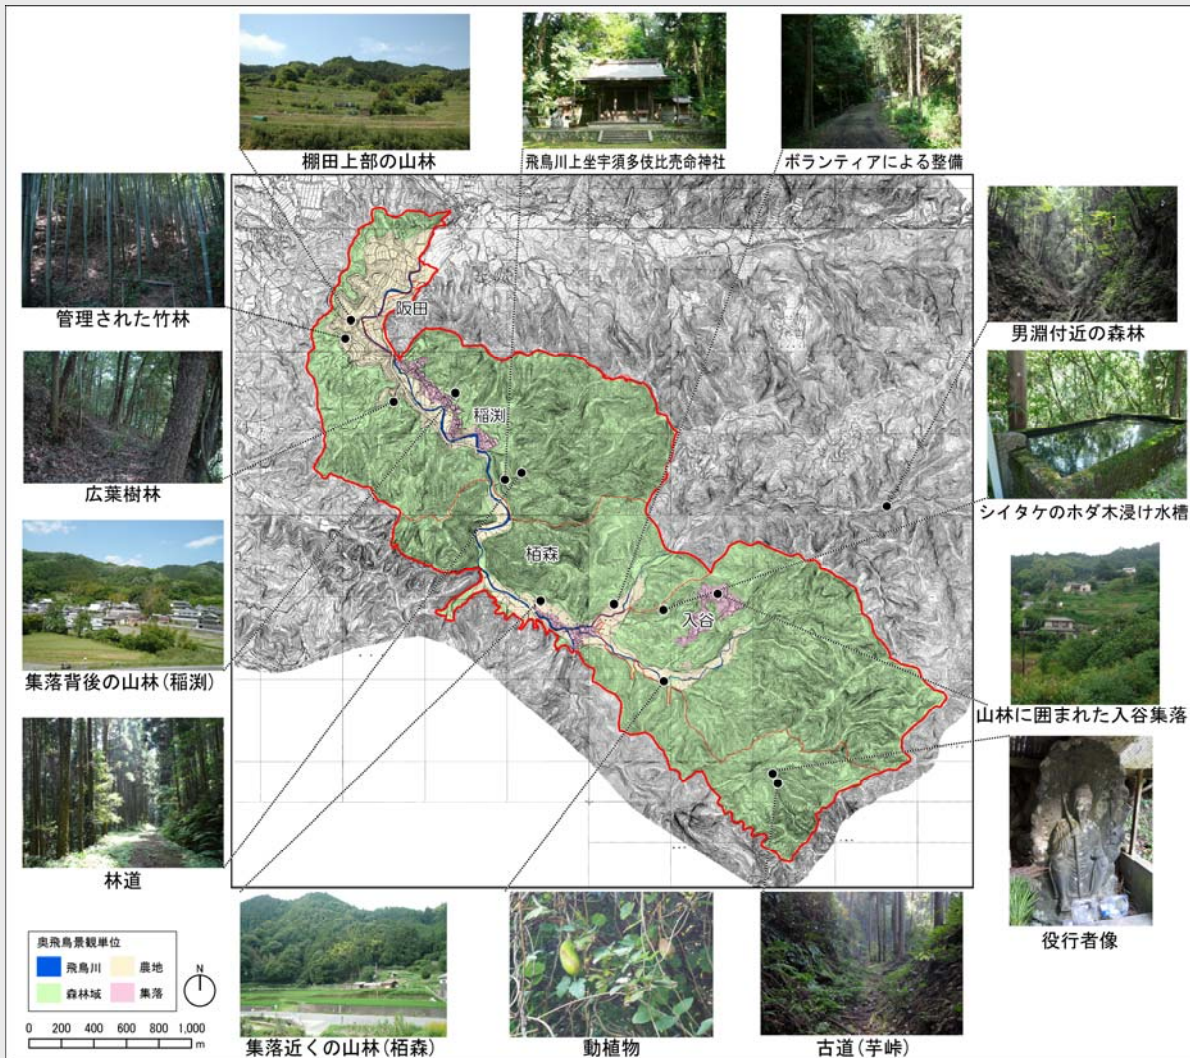 棚田上部の山林
飛鳥川上坐宇須多伎比売命神社
ボランティアによる整備
管理された竹林
男淵付近の森林
広葉樹林
シイタケのホダ木浸け水槽
集落背後の山林(稲渕)
山林に囲まれた入谷集落
林道
役行者像
阪田
稲渕
栢森
入谷
奥飛鳥景観単位
飛鳥川
農地
森林域
集落
N
0 200 400 600 800 1,000
m
集落近くの山林(栢森)
動植物
古道(芋峠)